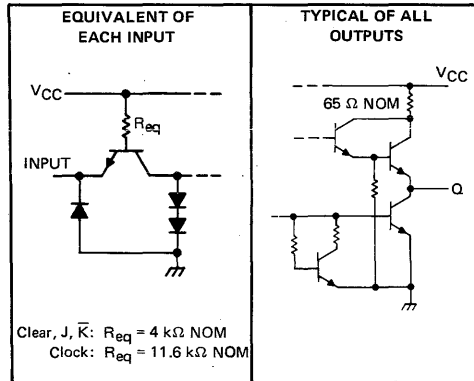 EQUIVALENT OF
EACH INPUT
VCC
Req
INPUT
Clear, J, K̅: Req = 4 kΩ NOM
Clock: Req = 11.6 kΩ NOM
TYPICAL OF ALL
OUTPUTS
VCC
65 Ω NOM
Q